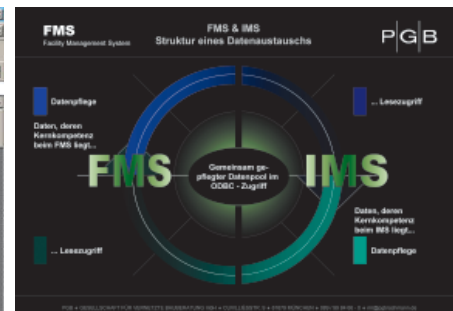 FMS
Facility Management System
FMS & IMS
Struktur eines Datenaustauschs
P|G|B
Datenpflege
... Lesezugriff
Daten, deren
Kernkompetenz
beim FMS liegt...
FMS
Gemeinsam ge-
pflegter Datenpool im
ODBC - Zugriff
IMS
Daten, deren
Kernkompetenz
beim IMS liegt...
... Lesezugriff
Datenpflege